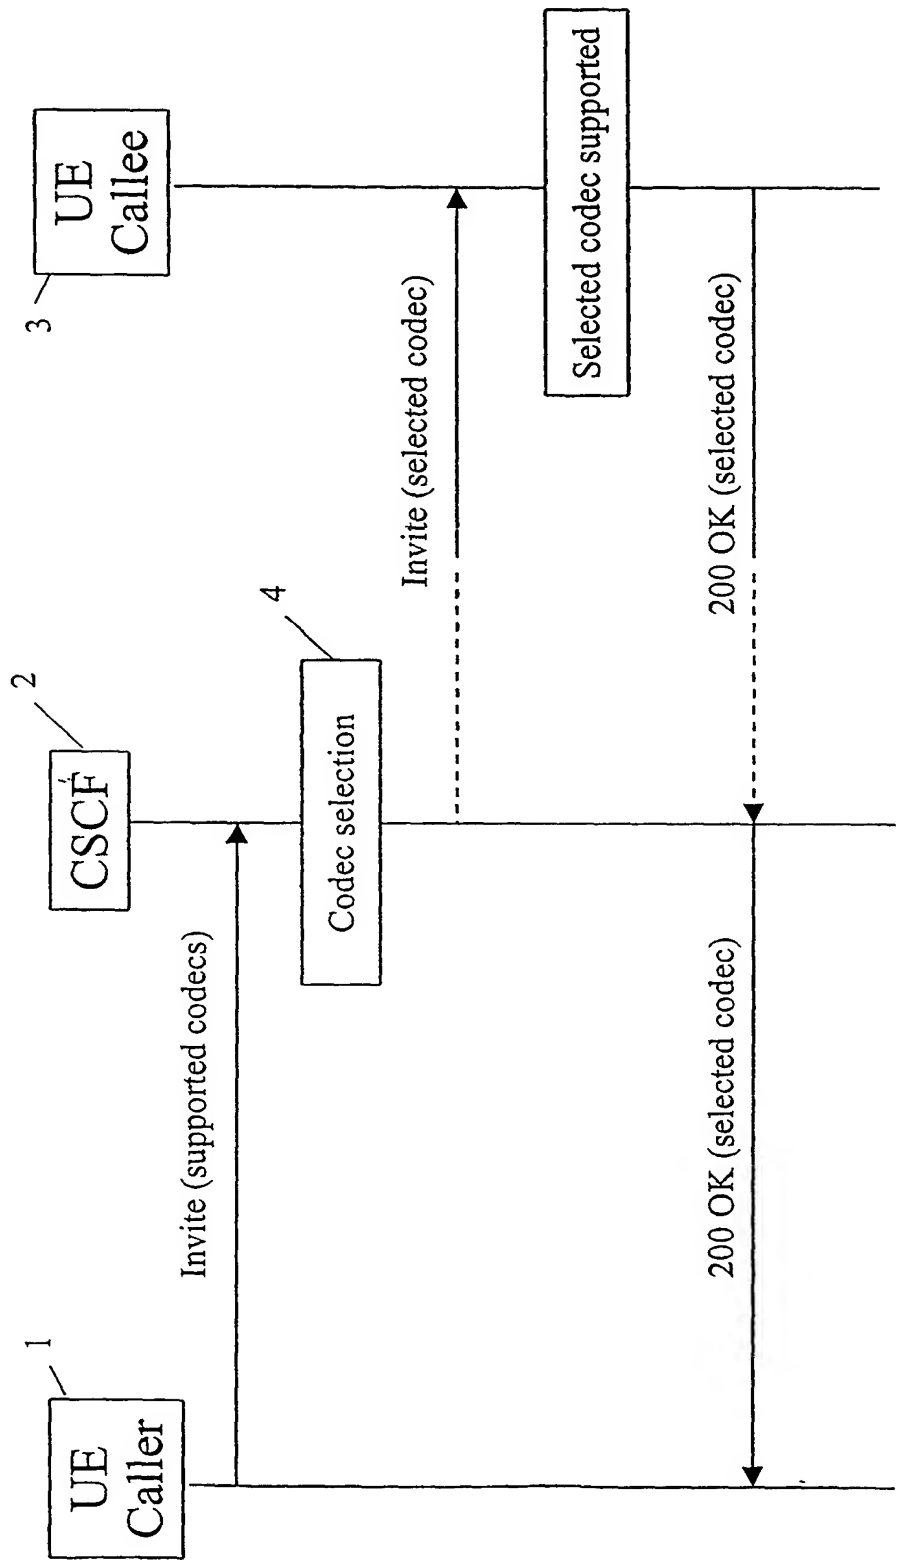 1
UE
Caller
2
CSCF
3
UE
Callee
Invite (supported codecs)
4
Codec selection
Invite (selected codec)
Selected codec supported
200 OK (selected codec)
200 OK (selected codec)